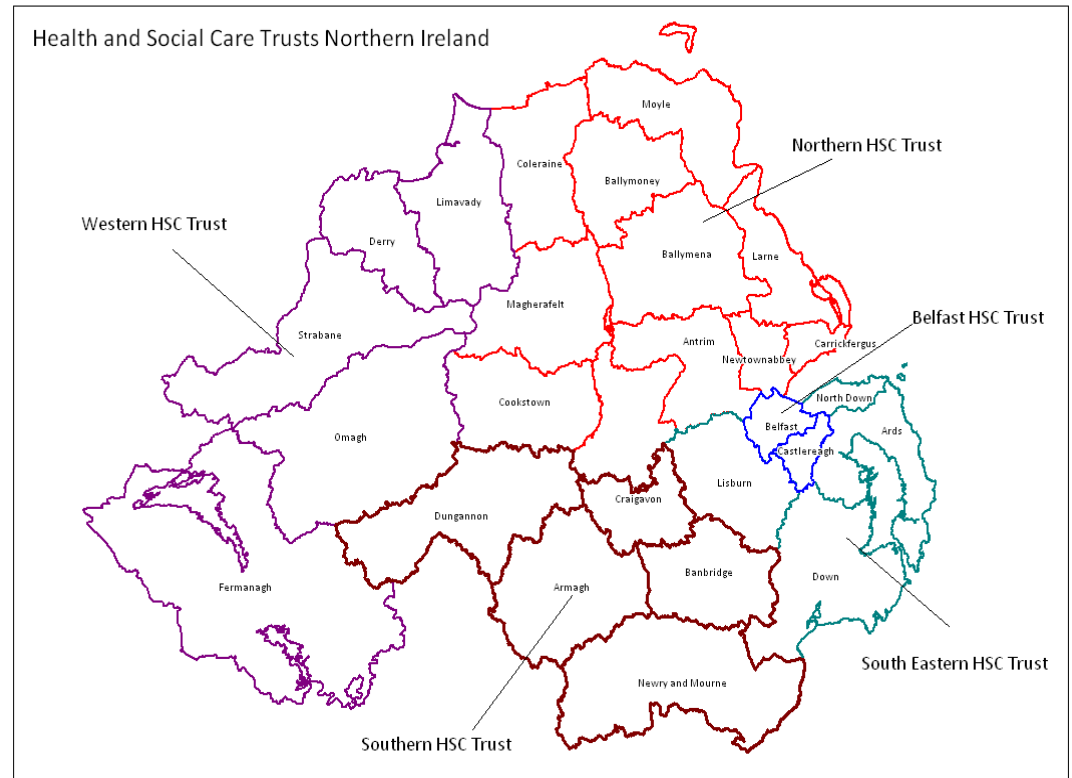 Health and Social Care Trusts Northern Ireland
Moyle
Northern HSC Trust
Coleraine
Ballymoney
Limavady
Western HSC Trust
Derry
Ballymena
Larne
Magherafelt
Belfast HSC Trust
Strabane
Antrim
Carrickfergus
Newtownabbey
North Down
Cookstown
Belfast
Ards
Omagh
Castlereagh
Lisburn
Craigavon
Dungannon
Banbridge
Down
Fermanagh
Armagh
South Eastern HSC Trust
Newry and Mourne
Southern HSC Trust